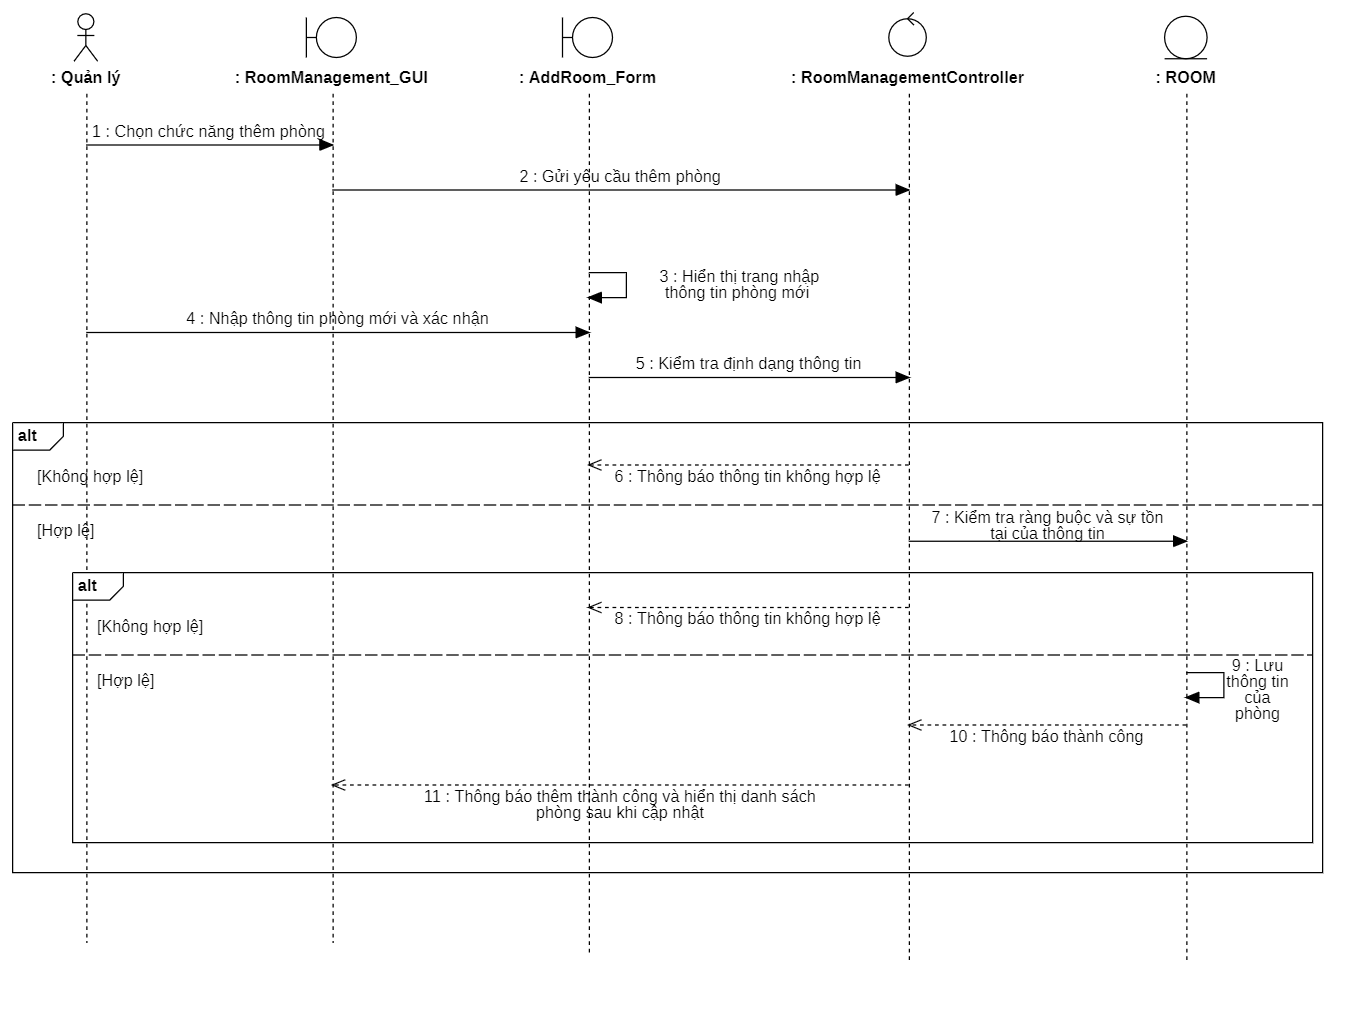 : Quản lý
: RoomManagement_GUI
: AddRoom_Form
: RoomManagementController
: ROOM
1 : Chọn chức năng thêm phòng
2 : Gửi yêu cầu thêm phòng
3 : Hiển thị trang nhập
thông tin phòng mới
4 : Nhập thông tin phòng mới và xác nhận
5 : Kiểm tra định dạng thông tin
alt
[Không hợp lệ]
6 : Thông báo thông tin không hợp lệ
[Hợp lệ]
7 : Kiểm tra ràng buộc và sự tồn
tại của thông tin
alt
[Không hợp lệ]
8 : Thông báo thông tin không hợp lệ
[Hợp lệ]
9 : Lưu
thông tin
của
phòng
10 : Thông báo thành công
11 : Thông báo thêm thành công và hiển thị danh sách
phòng sau khi cập nhật